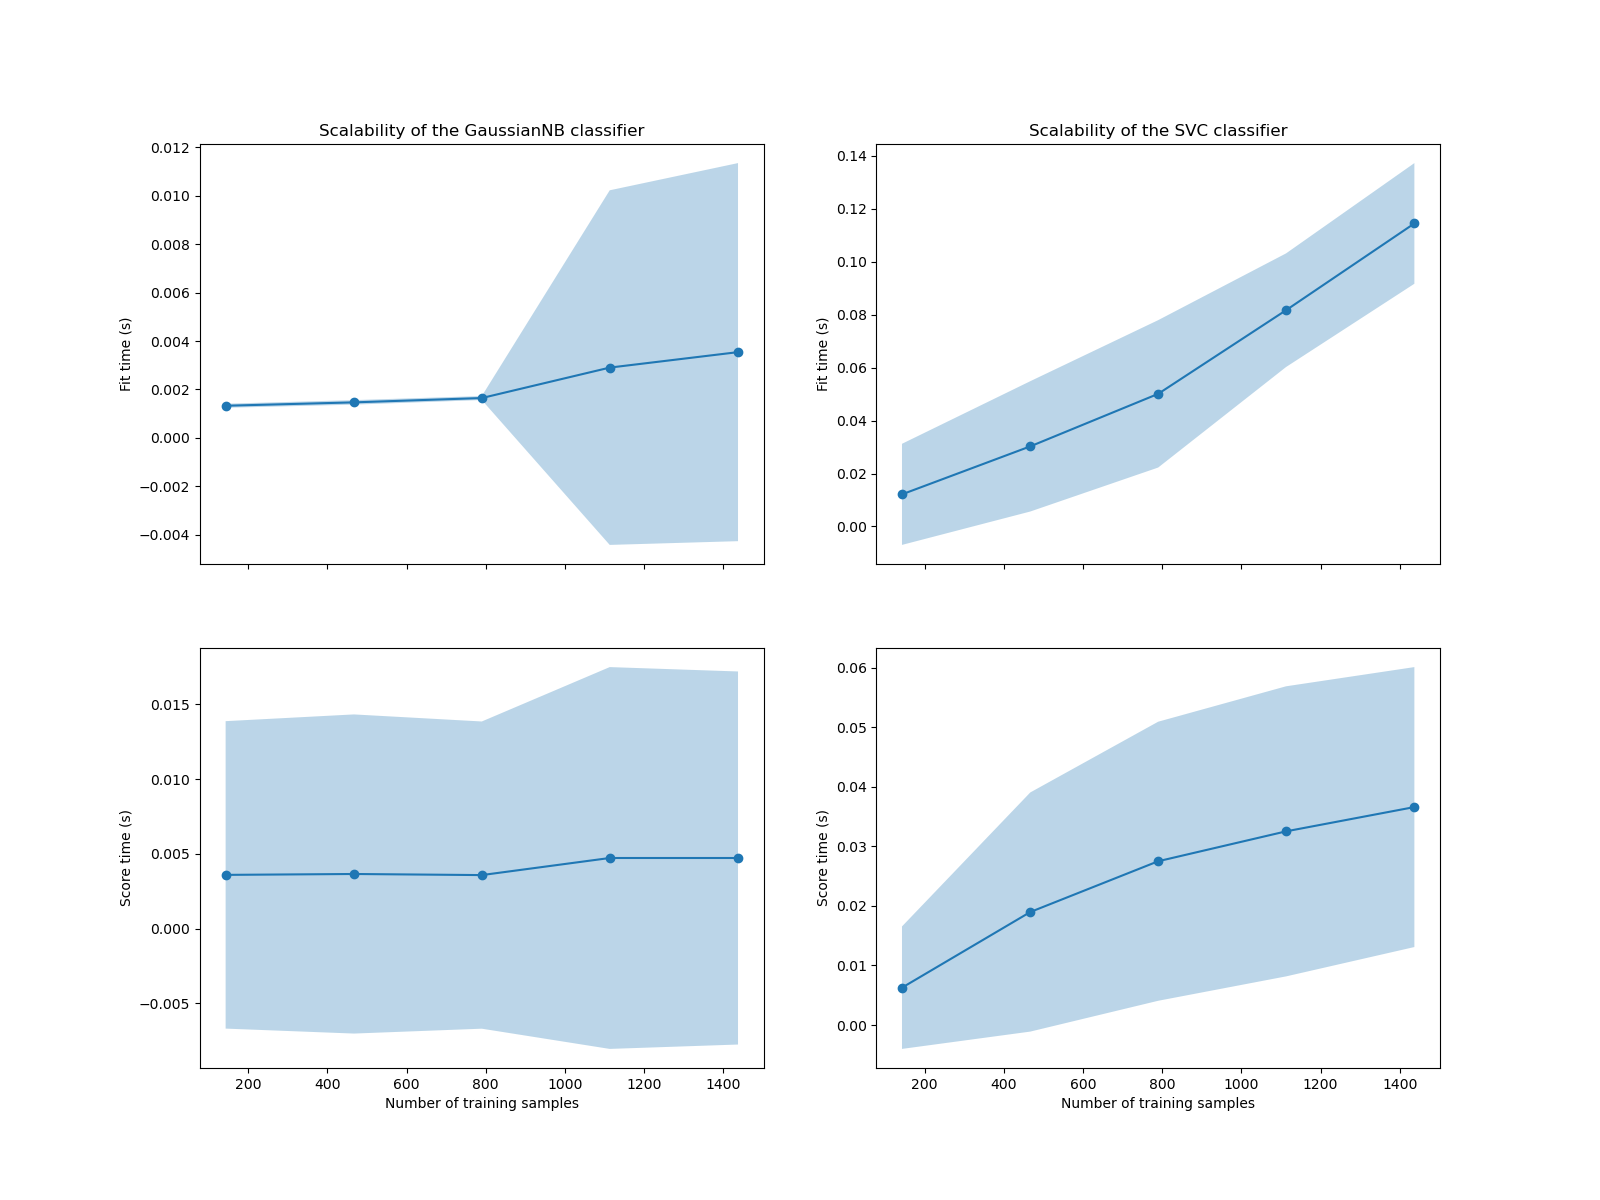 Scalability of the GaussianNB classifier
0.012
0.010
0.008
0.006
0.004
0.002
0.000
−0.002
−0.004
Fit time (s)
Scalability of the SVC classifier
0.14
0.12
0.10
0.08
0.06
0.04
0.02
0.00
Fit time (s)
0.015
0.010
0.005
0.000
−0.005
Score time (s)
200 400 600 800 1000 1200 1400
Number of training samples
0.06
0.05
0.04
0.03
0.02
0.01
0.00
Score time (s)
200 400 600 800 1000 1200 1400
Number of training samples